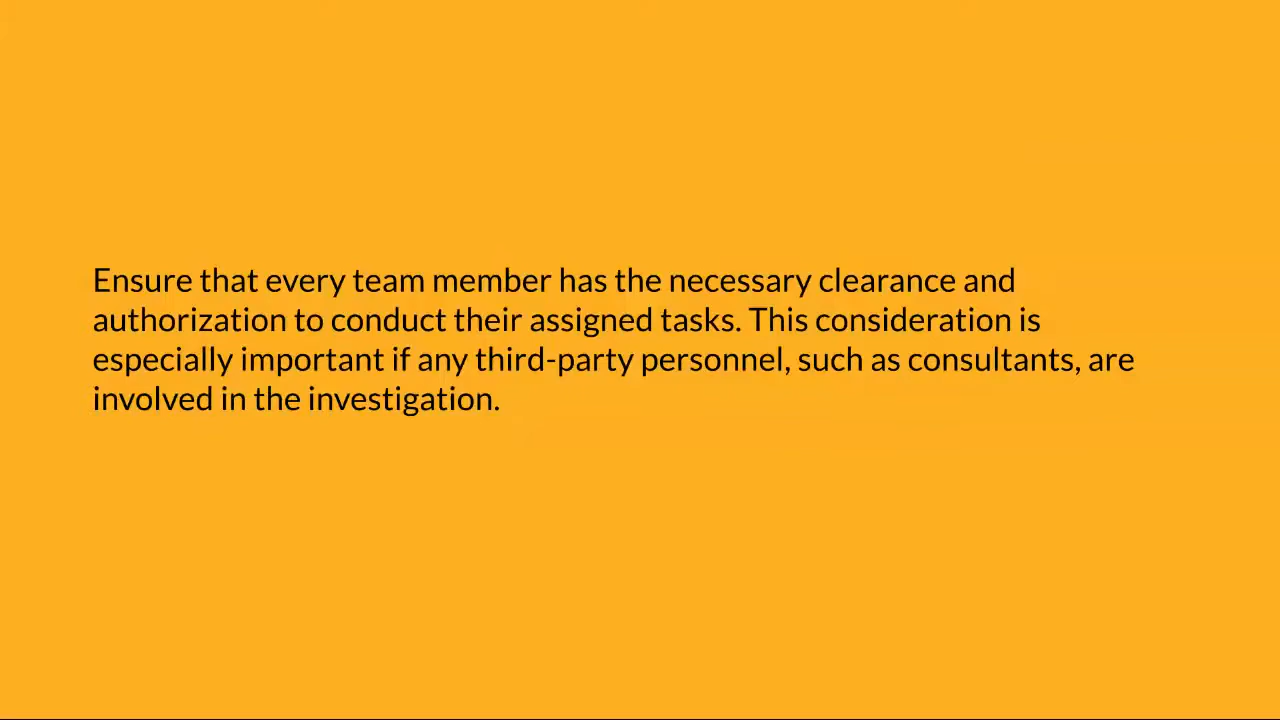 Ensure that every team member has the necessary clearance and
authorization to conduct their assigned tasks. This consideration is
especially important if any third-party personnel, such as consultants, are
involved in the investigation.